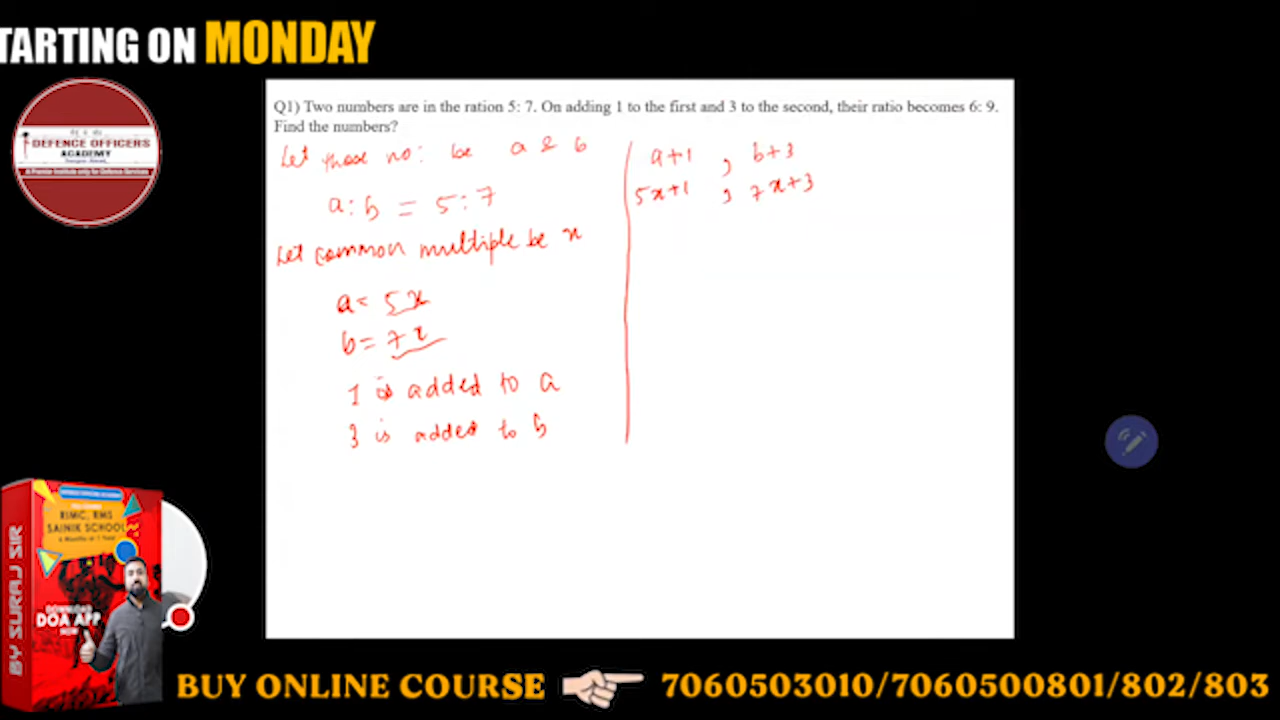 TARTING ON MONDAY
DEFENCE OFFICERS
ACADEMY
Q1) Two numbers are in the ration 5: 7. On adding 1 to the first and 3 to the second, their ratio becomes 6: 9.
Find the numbers?
Let those no: be a & b
a:b = 5:7
Let common multiple be x
a= 5x
b= 7x
1 is added to a
3 is added to b
a+1 , b+3
5x+1 , 7x+3
RIMC, RMS
SAINIK SCHOOL
DOWNLOAD
DOA APP
NOW
BY SURAJ SIR
BUY ONLINE COURSE 7060503010/7060500801/802/803